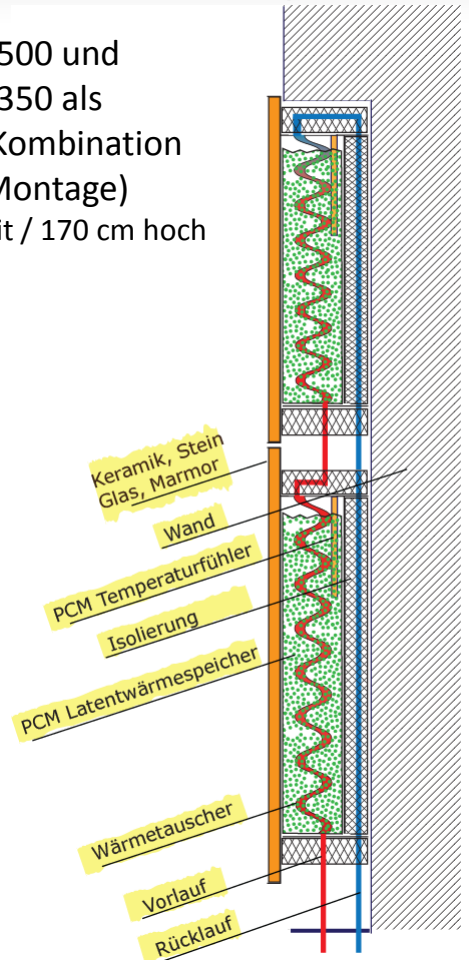 500 und
350 als
Kombination
Montage)
it / 170 cm hoch
Keramik, Stein
Glas, Marmor
Wand
PCM Temperaturfühler
Isolierung
PCM Latentwärmespeicher
Wärmetauscher
Vorlauf
Rücklauf